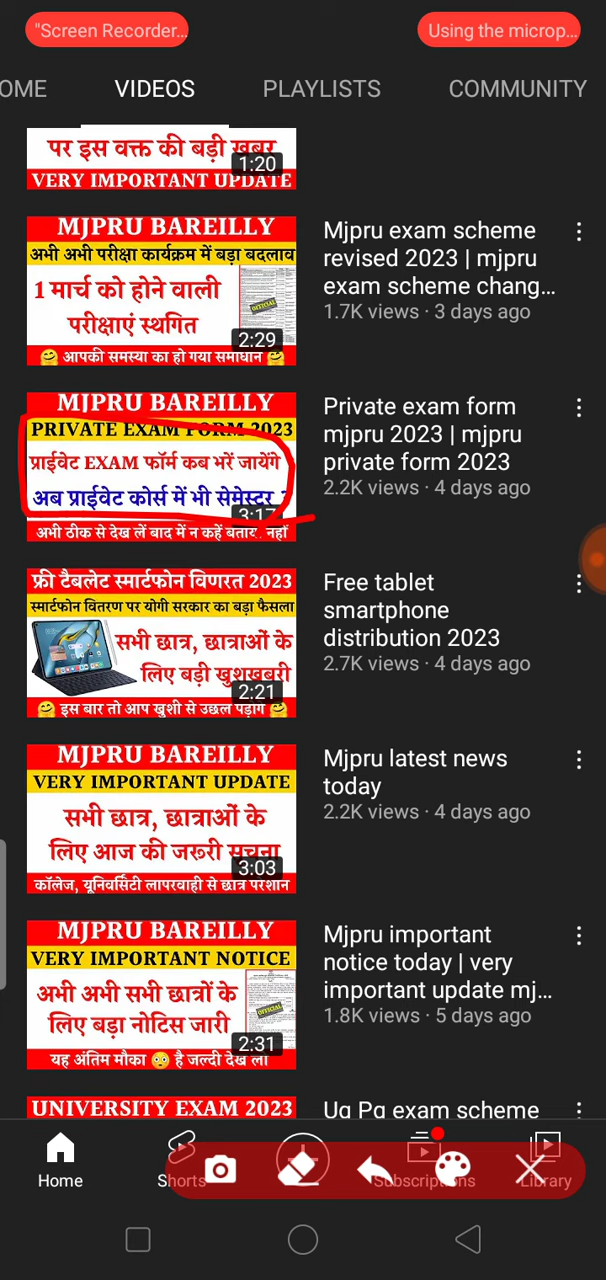 "Screen Recorder...
Using the microp...
OME
VIDEOS
PLAYLISTS
COMMUNITY
पर इस वक्त की बड़ी खबर
1:20
VERY IMPORTANT UPDATE
MJPRU BAREILLY
अभी अभी परीक्षा कार्यक्रम में बड़ा बदलाव
1 मार्च को होने वाली
परीक्षाएं स्थगित
OFFICIAL
2:29
आपकी समस्या का हो गया समाधान
Mjpru exam scheme
revised 2023 | mjpru
exam scheme chang...
1.7K views · 3 days ago
MJPRU BAREILLY
PRIVATE EXAM FORM 2023
प्राईवेट EXAM फॉर्म कब भरें जायेंगे
अब प्राईवेट कोर्स में भी सेमेस्टर
3:17
अभी ठीक से देख लें बाद में न कहें बताया नहीं
Private exam form
mjpru 2023 | mjpru
private form 2023
2.2K views · 4 days ago
फ्री टैबलेट स्मार्टफोन विणरत 2023
स्मार्टफोन वितरण पर योगी सरकार का बड़ा फैसला
सभी छात्र, छात्राओं के
लिए बड़ी खुशखबरी
2:21
इस बार तो आप खुशी से उछल पड़ोगे
Free tablet
smartphone
distribution 2023
2.7K views · 4 days ago
MJPRU BAREILLY
VERY IMPORTANT UPDATE
सभी छात्र, छात्राओं के
लिए आज की जरूरी सूचना
3:03
कॉलेज, यूनिवर्सिटी लापरवाही से छात्र परेशान
Mjpru latest news
today
2.2K views · 4 days ago
MJPRU BAREILLY
VERY IMPORTANT NOTICE
अभी अभी सभी छात्रों के
लिए बड़ा नोटिस जारी
OFFICIAL
2:31
यह अंतिम मौका है जल्दी देख लो
Mjpru important
notice today | very
important update mj...
1.8K views · 5 days ago
UNIVERSITY EXAM 2023
Ug Pg exam scheme
Home
Shorts
Subscriptions
Library